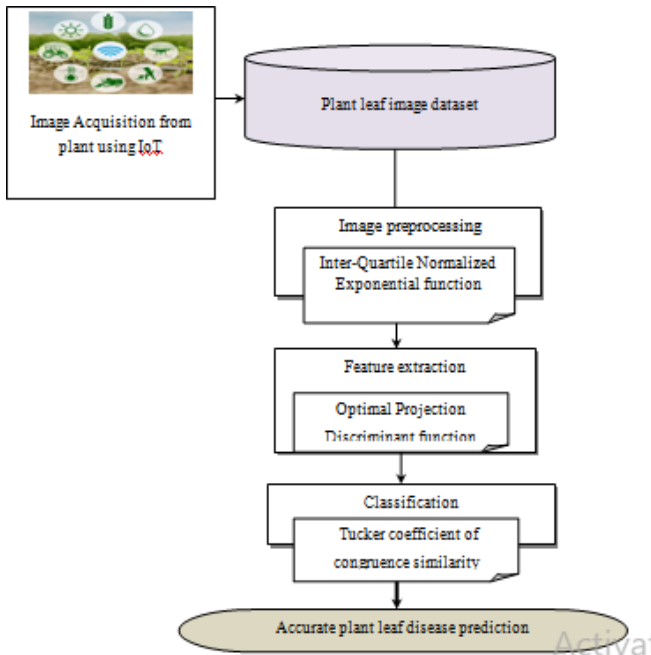 Image Acquisition from
plant using IoT
Plant leaf image dataset
Image preprocessing
Inter-Quartile Normalized
Exponential function
Feature extraction
Optimal Projection
Discriminant function
Classification
Tucker coefficient of
congruence similarity
Accurate plant leaf disease prediction